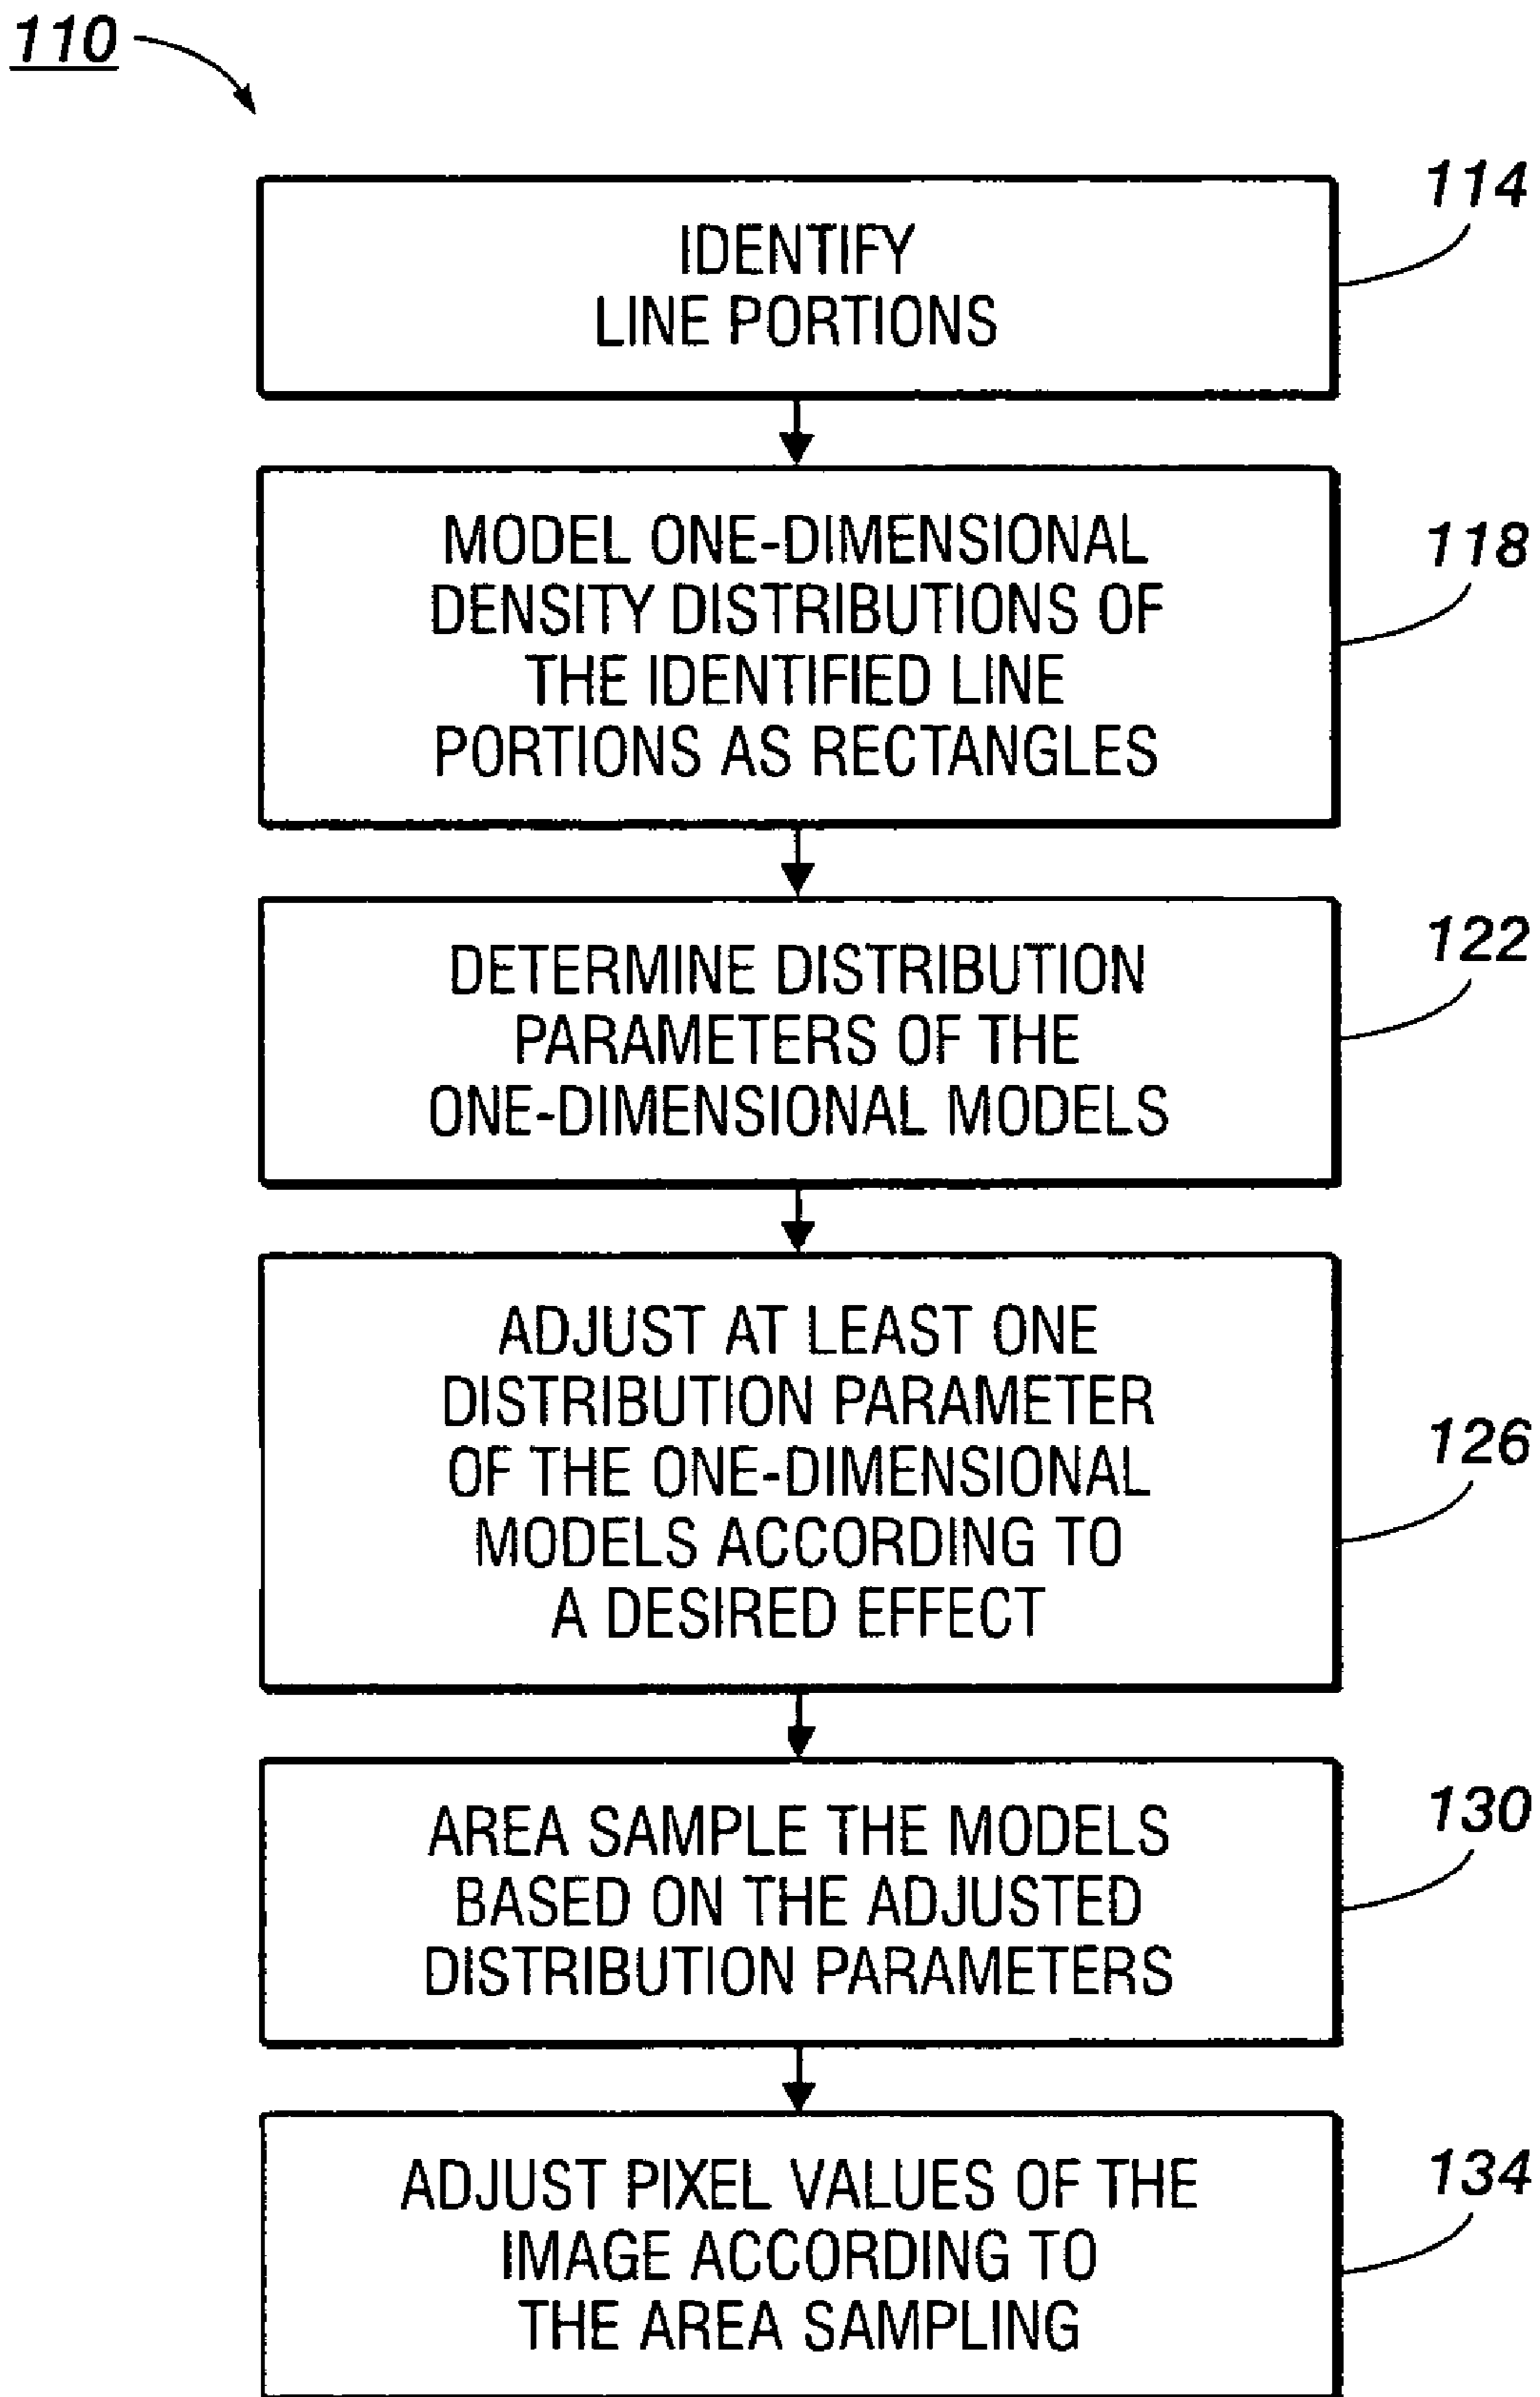 110
114
IDENTIFY
LINE PORTIONS
118
MODEL ONE-DIMENSIONAL
DENSITY DISTRIBUTIONS OF
THE IDENTIFIED LINE
PORTIONS AS RECTANGLES
122
DETERMINE DISTRIBUTION
PARAMETERS OF THE
ONE-DIMENSIONAL MODELS
126
ADJUST AT LEAST ONE
DISTRIBUTION PARAMETER
OF THE ONE-DIMENSIONAL
MODELS ACCORDING TO
A DESIRED EFFECT
130
AREA SAMPLE THE MODELS
BASED ON THE ADJUSTED
DISTRIBUTION PARAMETERS
134
ADJUST PIXEL VALUES OF THE
IMAGE ACCORDING TO
THE AREA SAMPLING